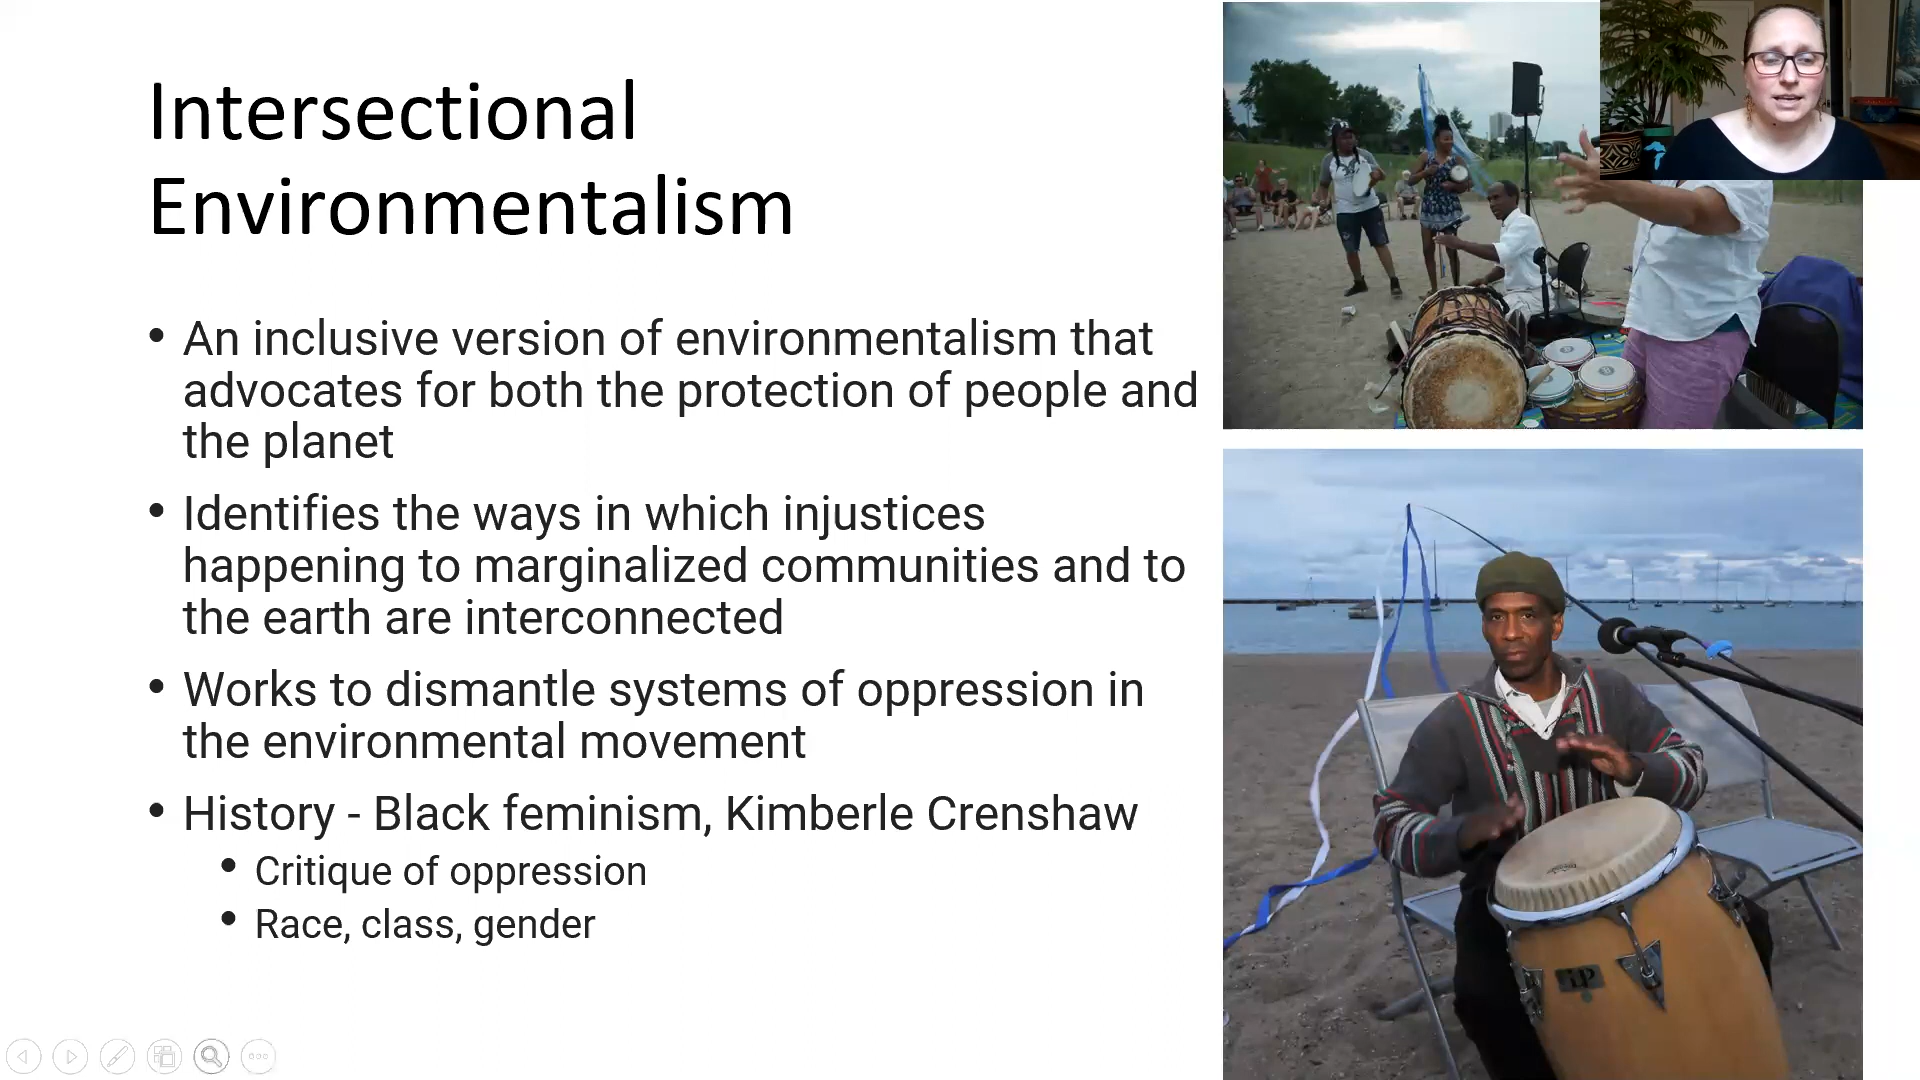 Intersectional
Environmentalism
• An inclusive version of environmentalism that
advocates for both the protection of people and
the planet
• Identifies the ways in which injustices
happening to marginalized communities and to
the earth are interconnected
• Works to dismantle systems of oppression in
the environmental movement
• History - Black feminism, Kimberle Crenshaw
• Critique of oppression
• Race, class, gender
LP